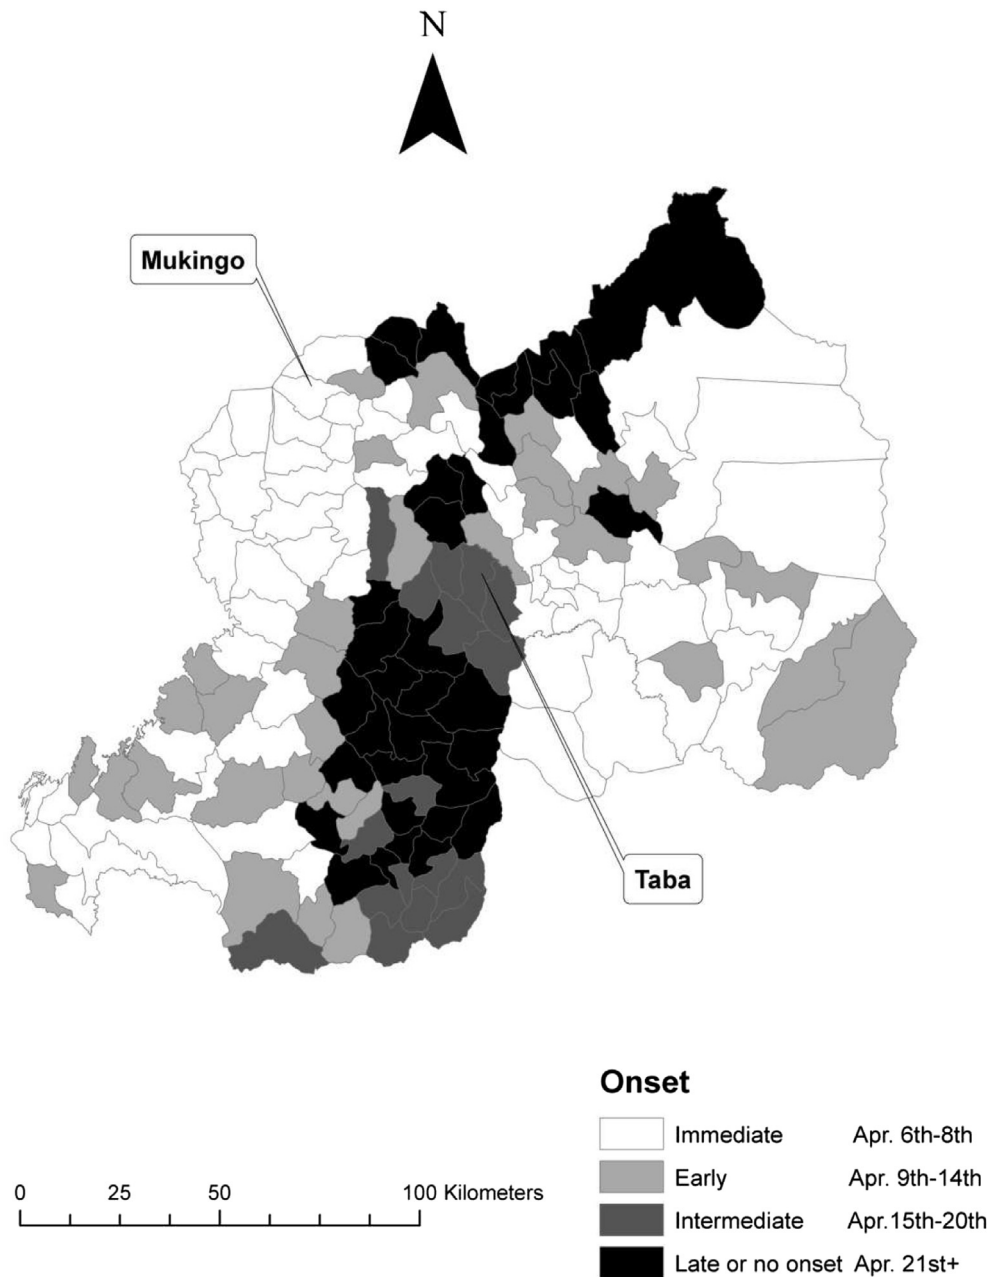 N
Mukingo
Taba
Onset
Immediate Apr. 6th-8th
Early Apr. 9th-14th
Intermediate Apr.15th-20th
Late or no onset Apr. 21st+
0 25 50 100 Kilometers